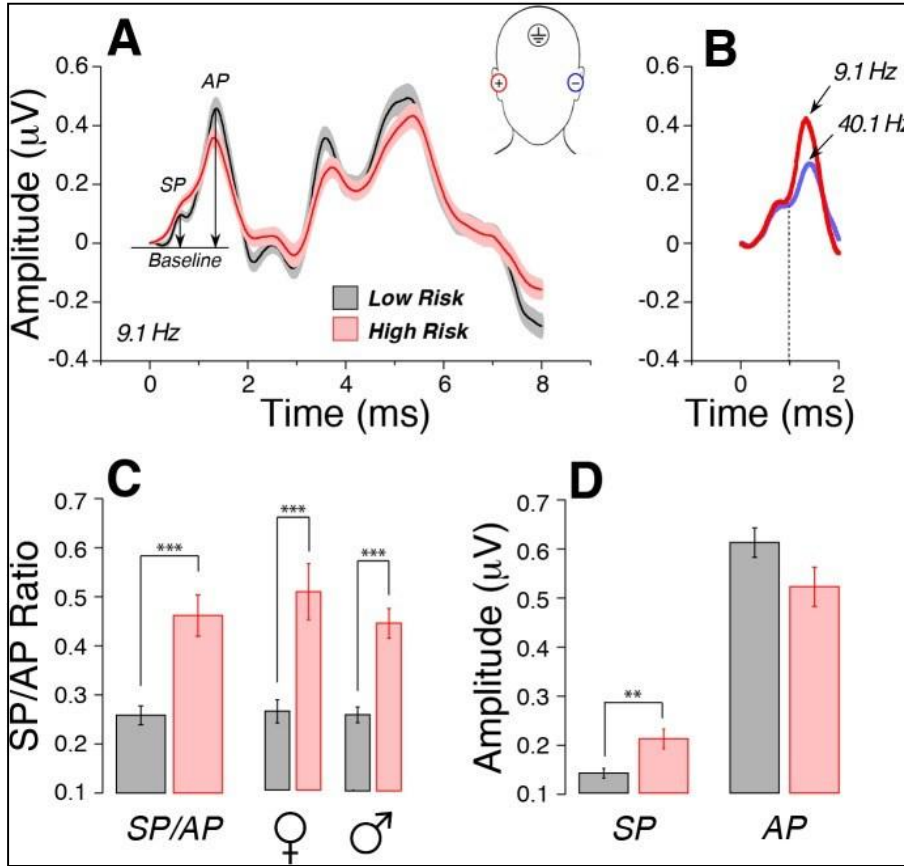 A
Amplitude (μV)
0.6
0.4
0.2
0
-0.2
-0.4
SP
AP
Baseline
9.1 Hz
Low Risk
High Risk
0
2
4
6
8
Time (ms)
+
−
B
0.6
0.4
0.2
0
-0.2
-0.4
9.1 Hz
40.1 Hz
0
2
Time (ms)
C
SP/AP Ratio
0.7
0.6
0.5
0.4
0.3
0.2
0.1
***
***
***
SP/AP
♀
♂
D
Amplitude (μV)
0.7
0.6
0.5
0.4
0.3
0.2
0.1
**
SP
AP